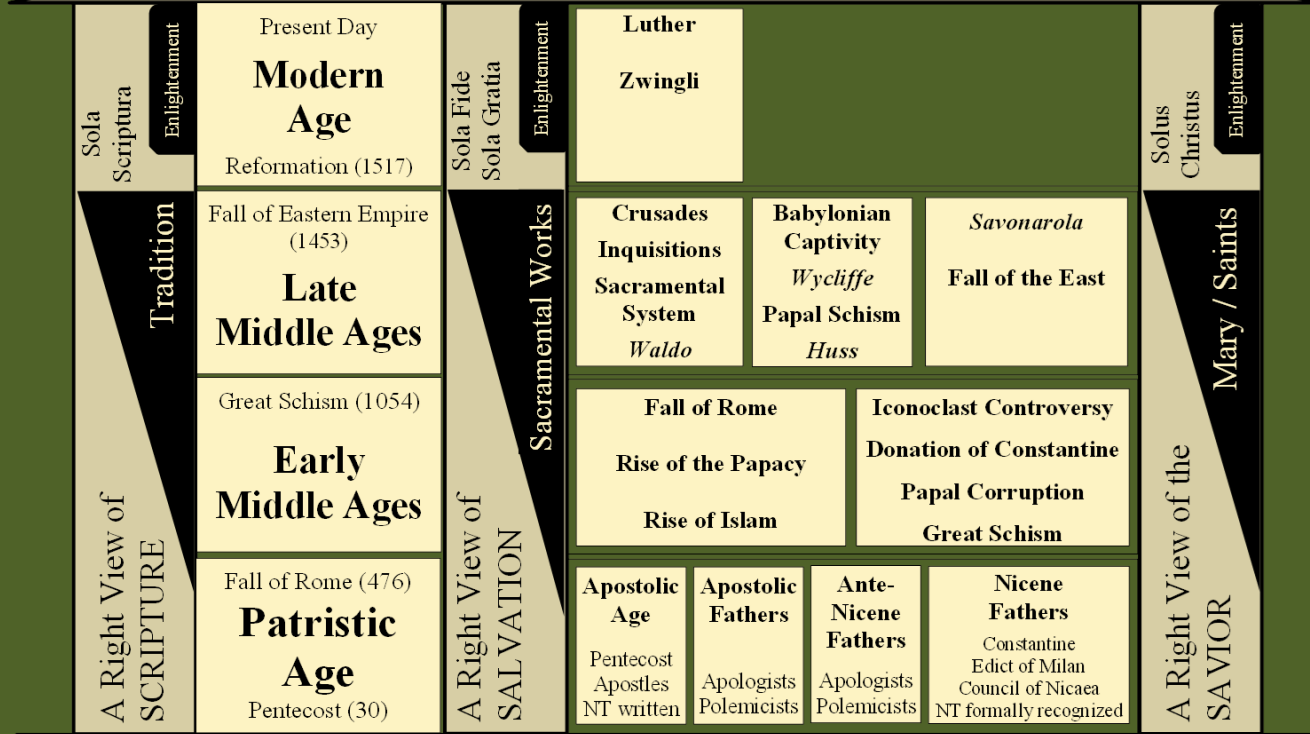 Sola
Scriptura
Enlightenment
Tradition
A Right View of
SCRIPTURE
Present Day
Modern
Age
Reformation (1517)
Fall of Eastern Empire
(1453)
Late
Middle Ages
Great Schism (1054)
Early
Middle Ages
Fall of Rome (476)
Patristic
Age
Pentecost (30)
Sola Fide
Sola Gratia
Enlightenment
Sacramental Works
A Right View of
SALVATION
Luther
Zwingli
Crusades
Inquisitions
Sacramental
System
Waldo
Babylonian
Captivity
Wycliffe
Papal Schism
Huss
Savonarola
Fall of the East
Fall of Rome
Rise of the Papacy
Rise of Islam
Iconoclast Controversy
Donation of Constantine
Papal Corruption
Great Schism
Apostolic
Age
Pentecost
Apostles
NT written
Apostolic
Fathers
Apologists
Polemicists
Ante-
Nicene
Fathers
Apologists
Polemicists
Nicene
Fathers
Constantine
Edict of Milan
Council of Nicaea
NT formally recognized
Solus
Christus
Enlightenment
Mary / Saints
A Right View of the
SAVIOR